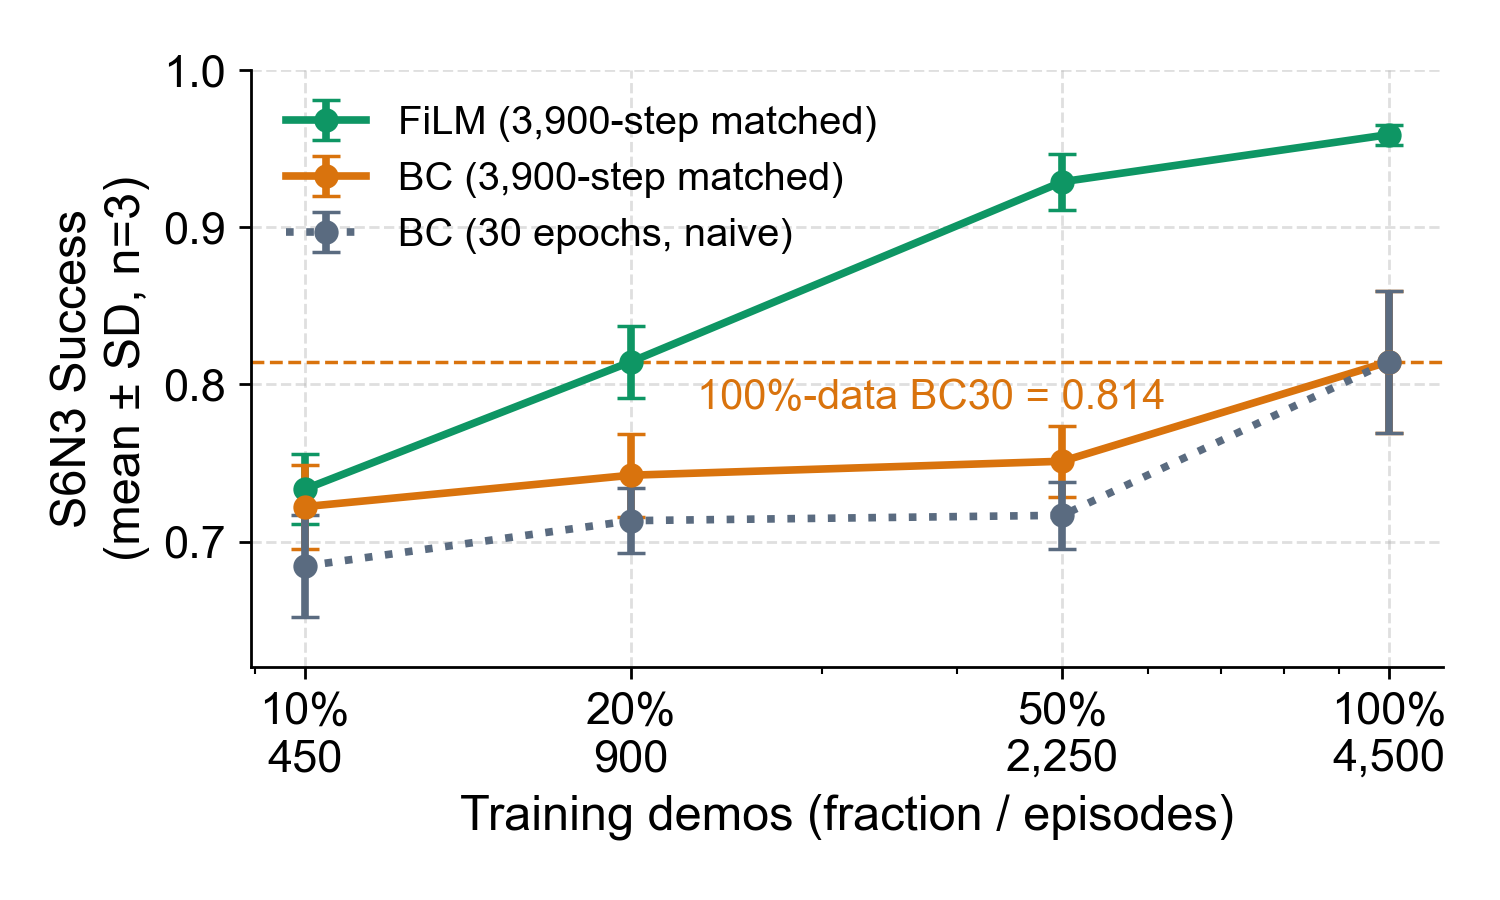 1.0
0.9
0.8
0.7
S6N3 Success
(mean ± SD, n=3)
FiLM (3,900-step matched)
BC (3,900-step matched)
BC (30 epochs, naive)
100%-data BC30 = 0.814
10% 20% 50% 100%
450 900 2,250 4,500
Training demos (fraction / episodes)